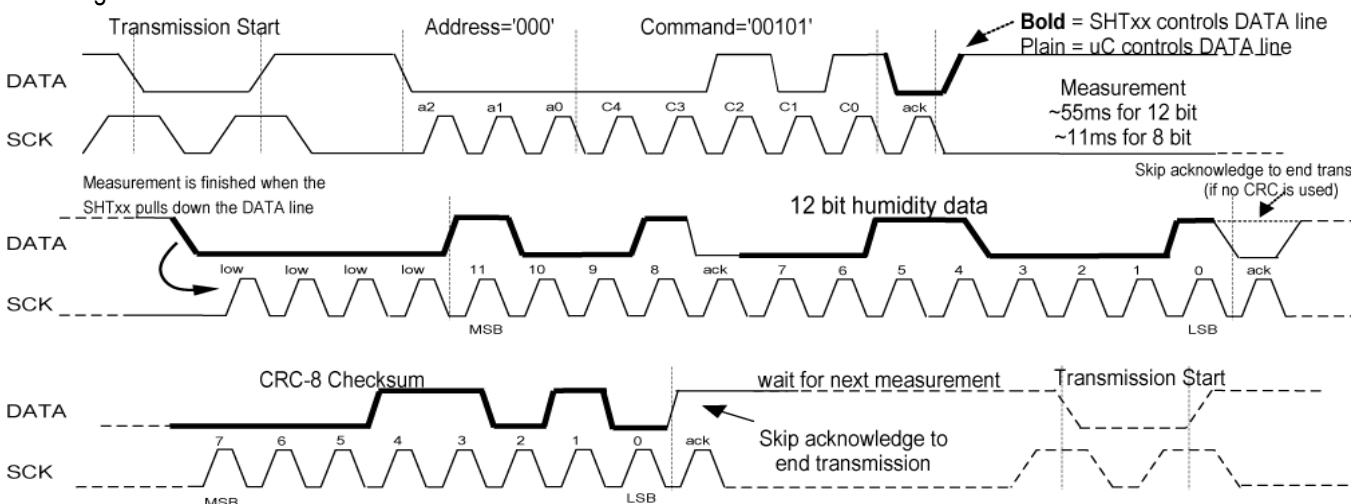 Transmission Start Address='000' Command='00101' Bold = SHTxx controls DATA line
Plain = uC controls DATA line
DATA
a2 a1 a0 C4 C3 C2 C1 C0 ack
Measurement
~55ms for 12 bit
~11ms for 8 bit
SCK
Measurement is finished when the
SHTxx pulls down the DATA line
Skip acknowledge to end trans
(if no CRC is used)
12 bit humidity data
DATA
low low low low 11 10 9 8 ack 7 6 5 4 3 2 1 0 ack
SCK
MSB LSB
CRC-8 Checksum wait for next measurement Transmission Start
DATA
7 6 5 4 3 2 1 0 ack
Skip acknowledge to
end transmission
SCK
MSB LSB